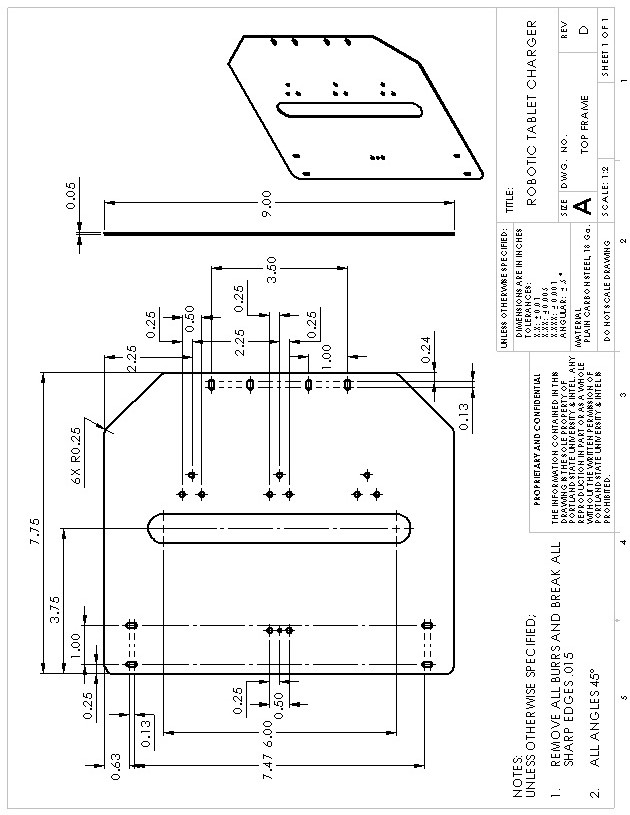 0.05
9.00
3.50
0.25
0.50
0.25
2.25
2.25
1.00
0.24
0.13
6X R0.25
7.75
3.75
1.00
0.25
0.13
0.63
0.25
0.50
6.00
7.47
NOTES:
UNLESS OTHERWISE SPECIFIED;
1. REMOVE ALL BURRS AND BREAK ALL
SHARP EDGES .015
2. ALL ANGLES 45°
PROPRIETARY AND CONFIDENTIAL
THE INFORMATION CONTAINED IN THIS
DRAWING IS THE SOLE PROPERTY OF
PORTLAND STATE UNIVERSITY & INTEL. ANY
REPRODUCTION IN PART OR AS A WHOLE
WITHOUT THE WRITTEN PERMISSION OF
PORTLAND STATE UNIVERSITY & INTEL IS
PROHIBITED.
UNLESS OTHERWISE SPECIFIED:
DIMENSIONS ARE IN INCHES
TOLERANCES:
X.X: ±0.01
X.XX: ±0.005
X.XXX: ±0.001
ANGULAR: ±.5°
MATERIAL
PLAIN CARBON STEEL, 18 Ga.
DO NOT SCALE DRAWING
TITLE:
ROBOTIC TABLET CHARGER
SIZE DWG. NO. REV
A TOP FRAME D
SCALE: 1:2 SHEET 1 OF 1
5 4 3 2 1